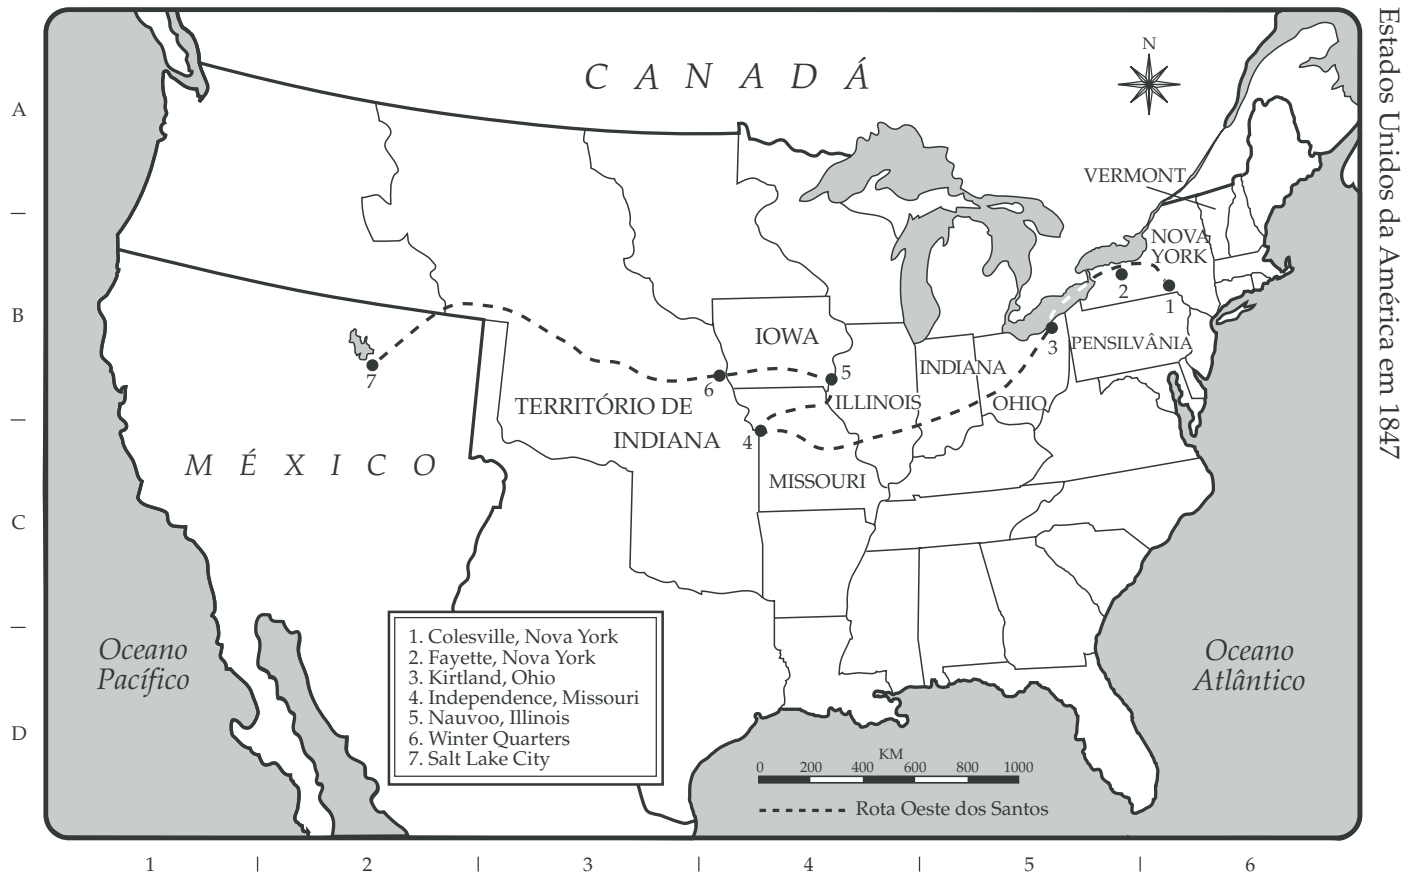 Estados Unidos da América em 1847
CANADÁ
N
A
VERMONT
NOVA
YORK
2
1
B
IOWA
3
PENSILVÂNIA
INDIANA
7
6
5
ILLINOIS
OHIO
TERRITÓRIO DE
INDIANA
4
MÉXICO
MISSOURI
C
1. Colesville, Nova York
2. Fayette, Nova York
3. Kirtland, Ohio
4. Independence, Missouri
5. Nauvoo, Illinois
6. Winter Quarters
7. Salt Lake City
Oceano
Pacífico
Oceano
Atlântico
D
KM
0 200 400 600 800 1000
Rota Oeste dos Santos
1 2 3 4 5 6